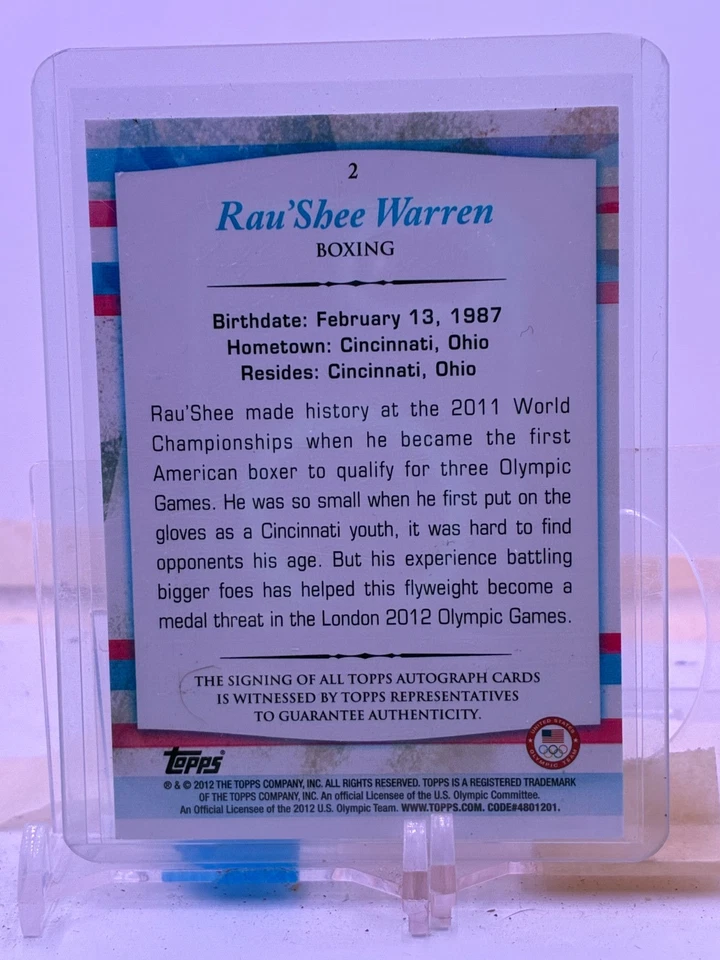 2
Rau'Shee Warren
BOXING
Birthdate: February 13, 1987
Hometown: Cincinnati, Ohio
Resides: Cincinnati, Ohio
Rau'Shee made history at the 2011 World
Championships when he became the first
American boxer to qualify for three Olympic
Games. He was so small when he first put on the
gloves as a Cincinnati youth, it was hard to find
opponents his age. But his experience battling
bigger foes has helped this flyweight become a
medal threat in the London 2012 Olympic Games.
THE SIGNING OF ALL TOPPS AUTOGRAPH CARDS
IS WITNESSED BY TOPPS REPRESENTATIVES
TO GUARANTEE AUTHENTICITY.
UNITED STATES
OLYMPIC TEAM
Topps®
® & © 2012 THE TOPPS COMPANY, INC. ALL RIGHTS RESERVED. TOPPS IS A REGISTERED TRADEMARK
OF THE TOPPS COMPANY, INC. An official Licensee of the U.S. Olympic Committee.
An Official Licensee of the 2012 U.S. Olympic Team. WWW.TOPPS.COM. CODE#4801201.